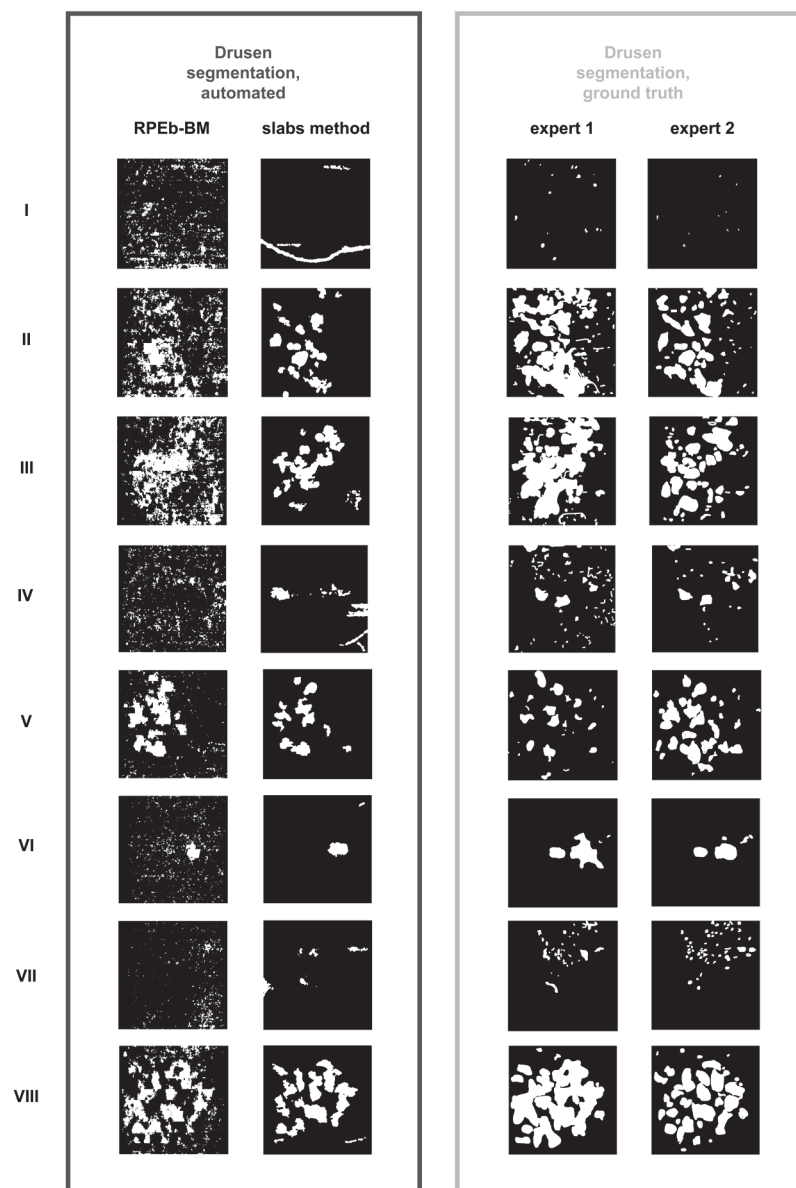 Drusen
segmentation,
automated
Drusen
segmentation,
ground truth
RPEb-BM
slabs method
expert 1
expert 2
I
II
III
IV
V
VI
VII
VIII